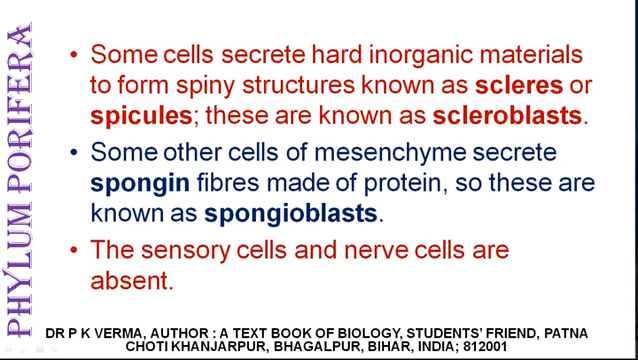 PHYLUM PORIFERA
• Some cells secrete hard inorganic materials
to form spiny structures known as scleres or
spicules; these are known as scleroblasts.
• Some other cells of mesenchyme secrete
spongin fibres made of protein, so these are
known as spongioblasts.
• The sensory cells and nerve cells are
absent.
DR P K VERMA, AUTHOR : A TEXT BOOK OF BIOLOGY, STUDENTS' FRIEND, PATNA
CHOTI KHANJARPUR, BHAGALPUR, BIHAR, INDIA; 812001